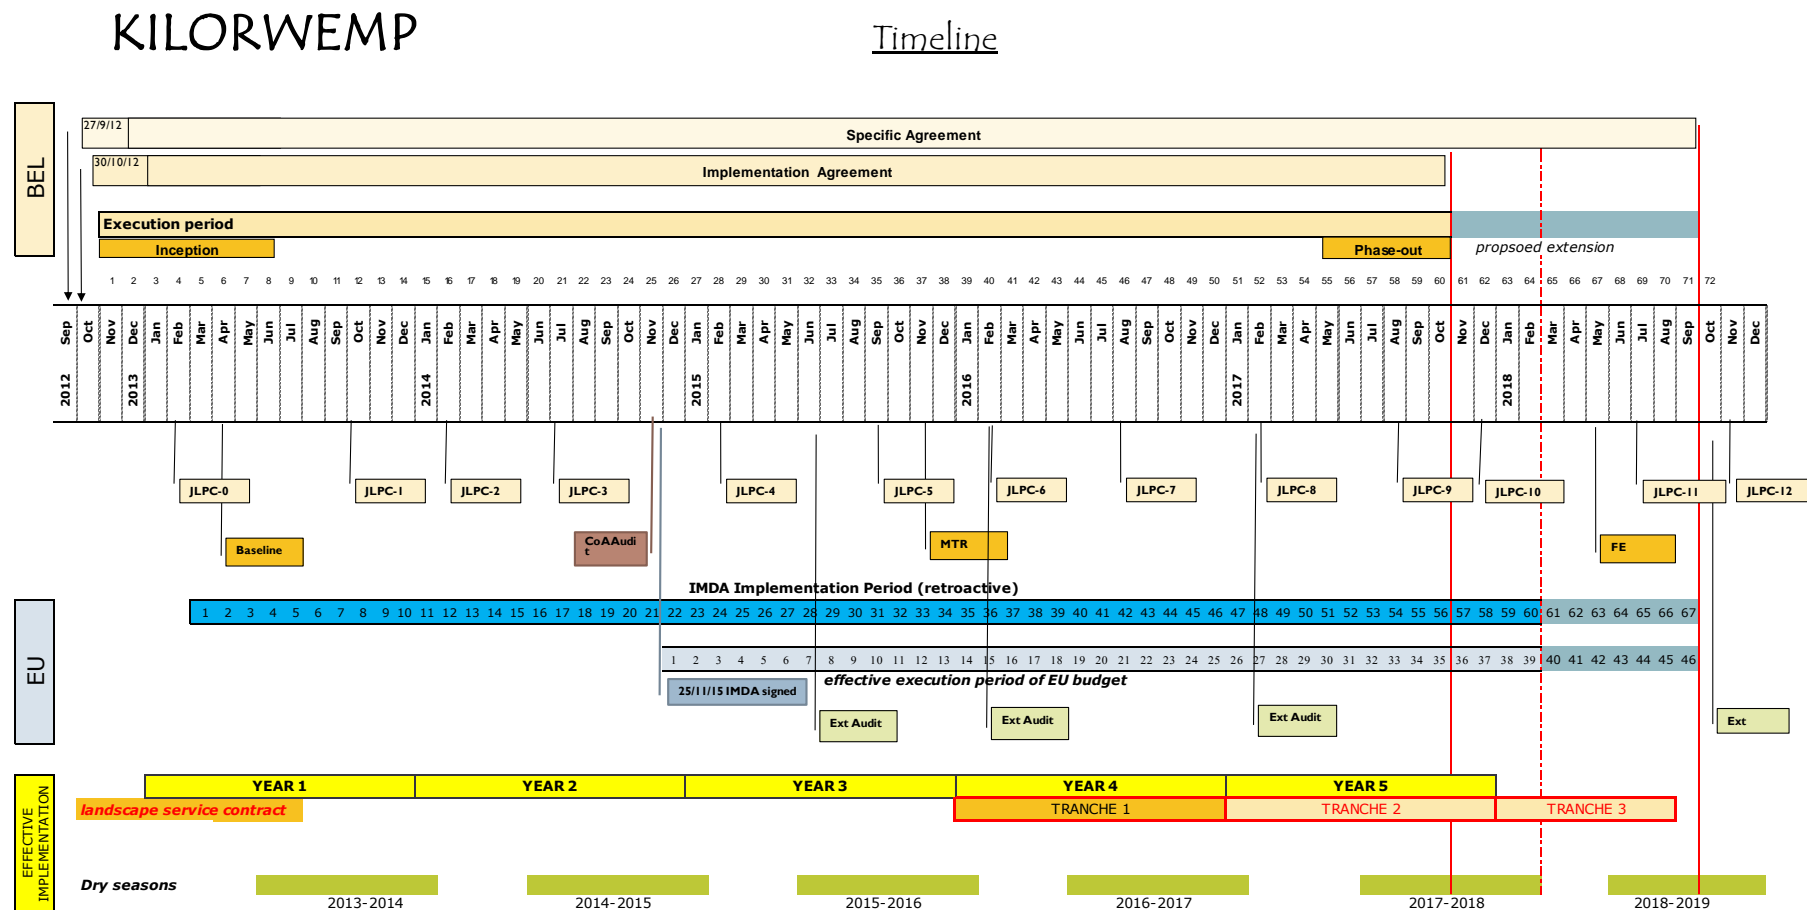 KILORWEMP
Timeline
BEL
27/9/12
Specific Agreement
30/10/12
Implementation Agreement
Execution period
Inception
Phase-out
propsoed extension
1 2 3 4 5 6 7 8 9 10 11 12 13 14 15 16 17 18 19 20 21 22 23 24 25 26 27 28 29 30 31 32 33 34 35 36 37 38 39 40 41 42 43 44 45 46 47 48 49 50 51 52 53 54 55 56 57 58 59 60 61 62 63 64 65 66 67 68 69 70 71 72
Sep Oct Nov Dec Jan Feb Mar Apr May Jun Jul Aug Sep Oct Nov Dec Jan Feb Mar Apr May Jun Jul Aug Sep Oct Nov Dec Jan Feb Mar Apr May Jun Jul Aug Sep Oct Nov Dec Jan Feb Mar Apr May Jun Jul Aug Sep Oct Nov Dec Jan Feb Mar Apr May Jun Jul Aug Sep Oct Nov Dec Jan Feb Mar Apr May Jun Jul Aug Sep Oct Nov Dec
2012 2013 2014 2015 2016 2017 2018
JLPC-0 JLPC-1 JLPC-2 JLPC-3 JLPC-4 JLPC-5 JLPC-6 JLPC-7 JLPC-8 JLPC-9 JLPC-10 JLPC-11 JLPC-12
Baseline
CoAAudi
t
MTR
FE
IMDA Implementation Period (retroactive)
EU
1 2 3 4 5 6 7 8 9 10 11 12 13 14 15 16 17 18 19 20 21 22 23 24 25 26 27 28 29 30 31 32 33 34 35 36 37 38 39 40 41 42 43 44 45 46 47 48 49 50 51 52 53 54 55 56 57 58 59 60 61 62 63 64 65 66 67
1 2 3 4 5 6 7 8 9 10 11 12 13 14 15 16 17 18 19 20 21 22 23 24 25 26 27 28 29 30 31 32 33 34 35 36 37 38 39 40 41 42 43 44 45 46
effective execution period of EU budget
25/11/15 IMDA signed
Ext Audit Ext Audit Ext Audit Ext
EFFECTIVE
IMPLEMENTATION
YEAR 1 YEAR 2 YEAR 3 YEAR 4 YEAR 5
landscape service contract
TRANCHE 1 TRANCHE 2 TRANCHE 3
Dry seasons
2013-2014 2014-2015 2015-2016 2016-2017 2017-2018 2018-2019